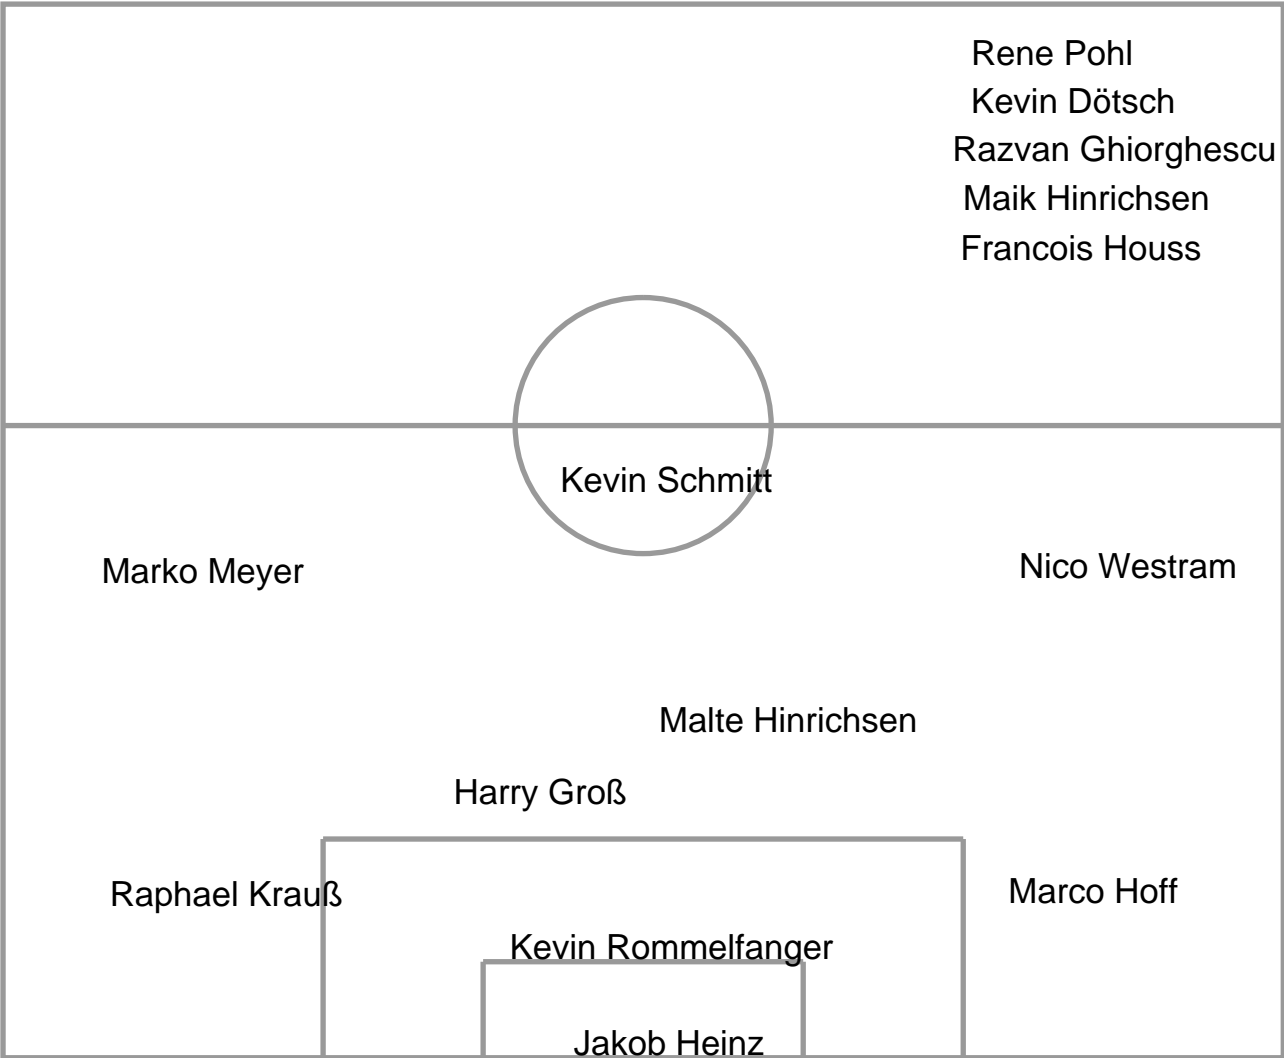 Rene Pohl
Kevin Dötsch
Razvan Ghiorghescu
Maik Hinrichsen
Francois Houss
Kevin Schmitt
Marko Meyer
Nico Westram
Malte Hinrichsen
Harry Groß
Raphael Krauß
Marco Hoff
Kevin Rommelfanger
Jakob Heinz